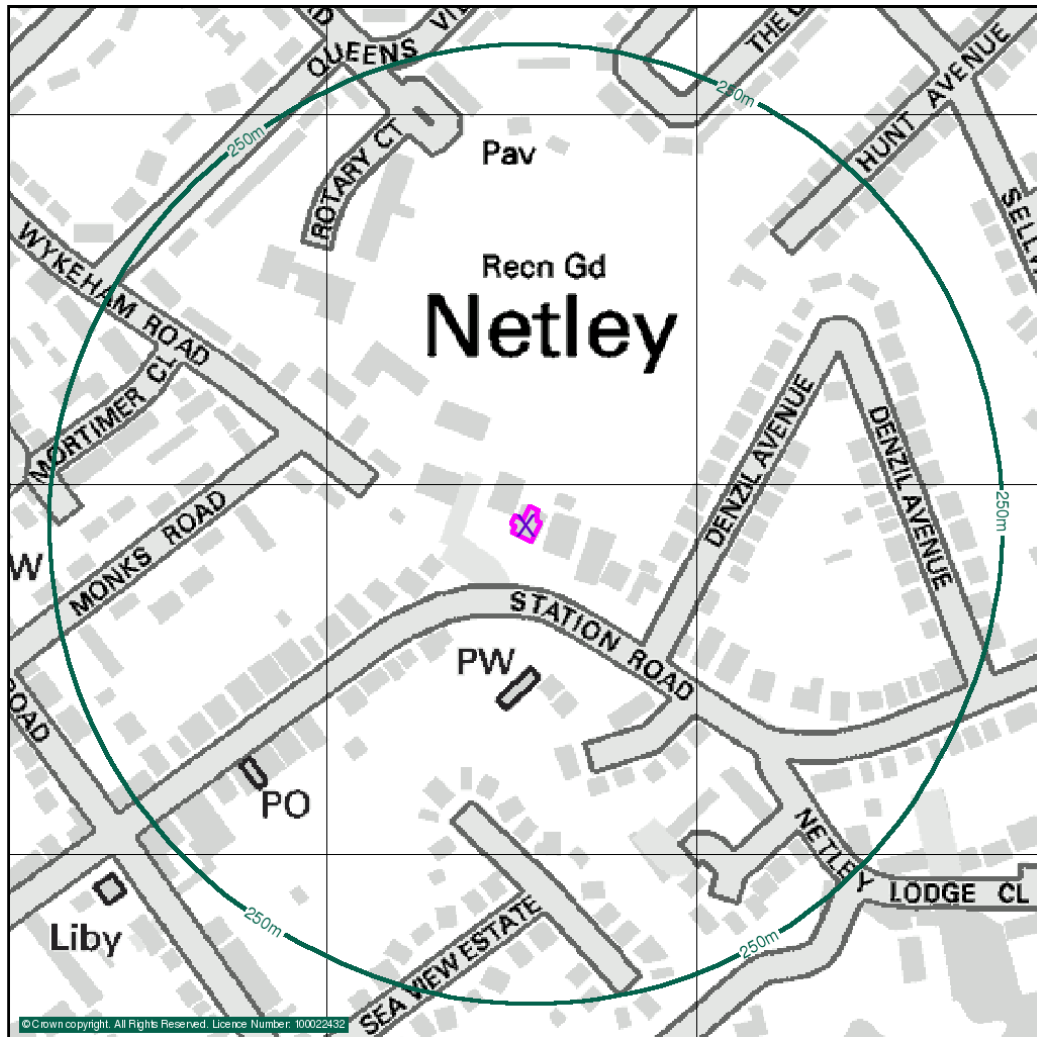 QUEENS
THE
HUNT AVENUE
250m
250m
Pav
ROTARY CT
WYKEHAM ROAD
Recn Gd
Netley
MORTIMER CL
DENZIL AVENUE
DENZIL AVENUE
MONKS ROAD
250m
W
STATION ROAD
PW
ROAD
PO
NETLEY
LODGE CL
Liby
250m
250m
SEA VIEW ESTATE
© Crown copyright. All Rights Reserved. Licence Number: 100022432